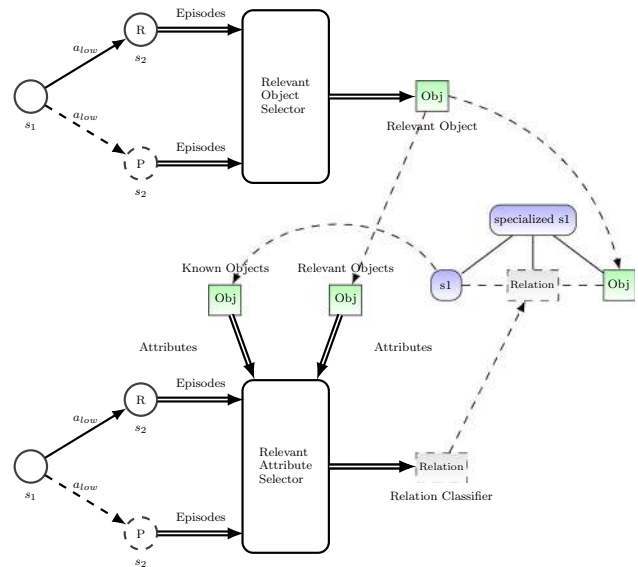 Episodes
R
a_low
s_2
Relevant
Object
Selector
Obj
s_1
a_low
Relevant Object
Episodes
P
s_2
specialized s1
Known Objects
Relevant Objects
s1
Relation
Obj
Obj
Obj
Attributes
Attributes
Episodes
R
a_low
s_2
Relevant
Attribute
Selector
Relation
s_1
a_low
Relation Classifier
Episodes
P
s_2